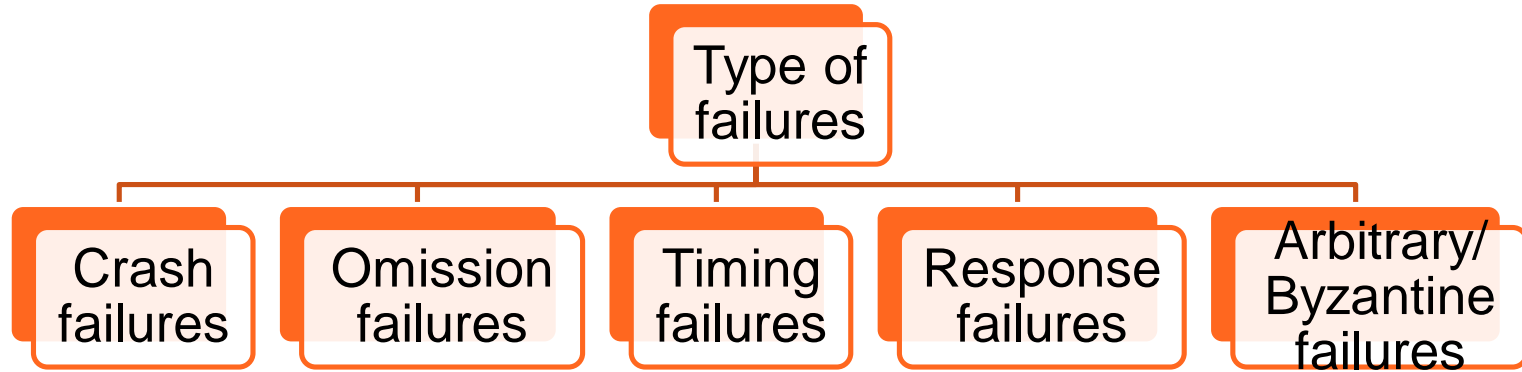 Type of
failures
Crash
failures
Omission
failures
Timing
failures
Response
failures
Arbitrary/
Byzantine
failures